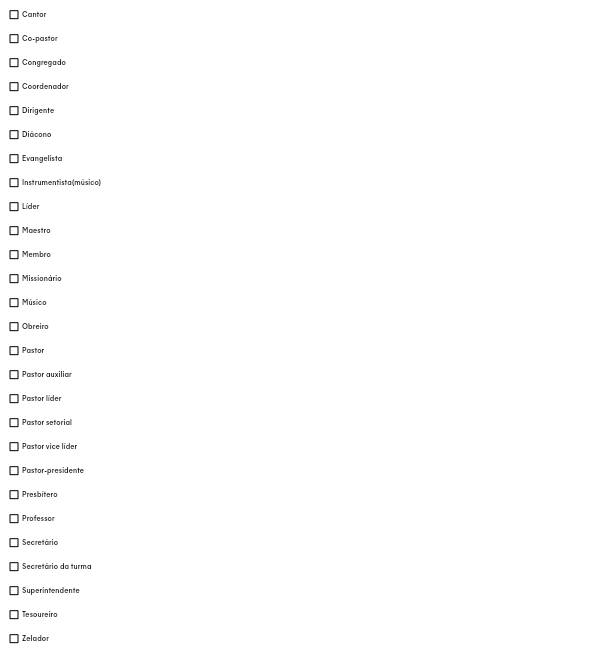 Cantor
Co-pastor
Congregado
Coordenador
Dirigente
Diácono
Evangelista
Instrumentista(músico)
Líder
Maestro
Membro
Missionário
Músico
Obreiro
Pastor
Pastor auxiliar
Pastor líder
Pastor setorial
Pastor vice líder
Pastor-presidente
Presbítero
Professor
Secretário
Secretário da turma
Superintendente
Tesoureiro
Zelador